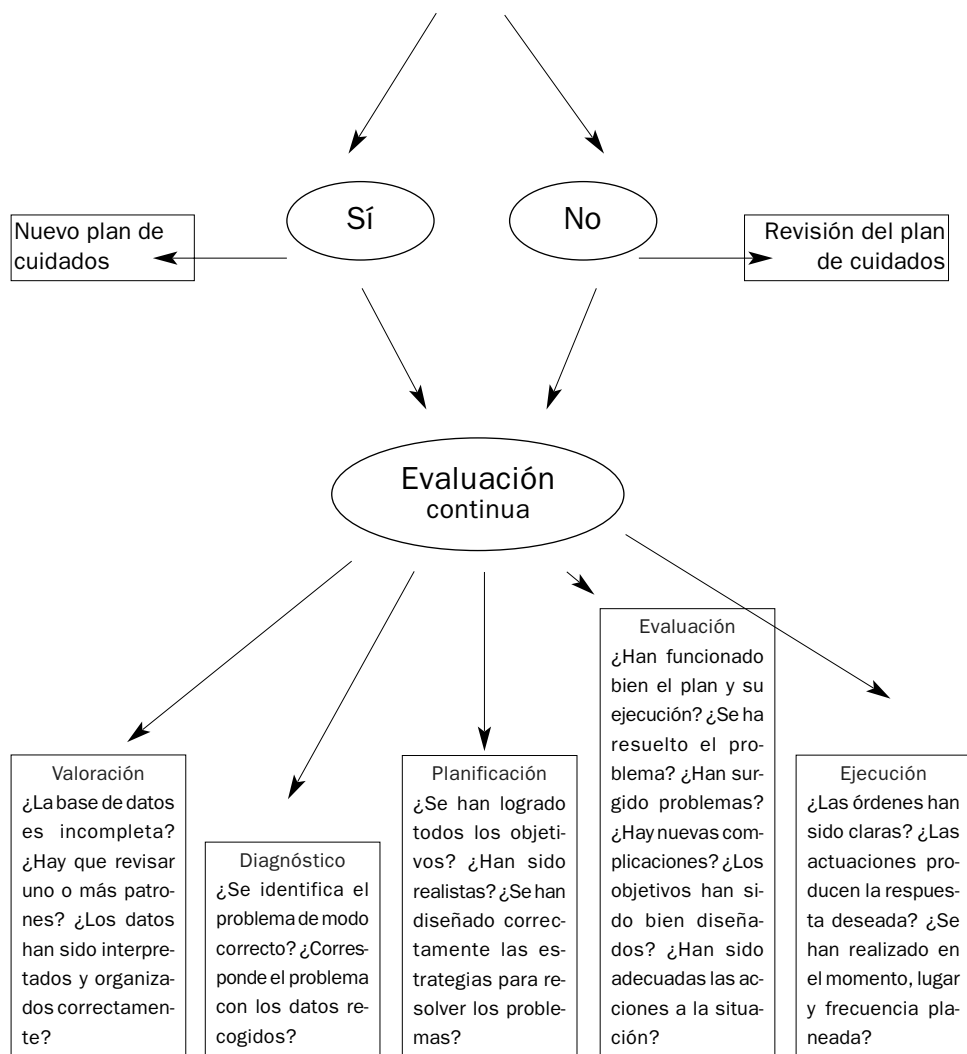 Sí
No
Nuevo plan de
cuidados
Revisión del plan
de cuidados
Evaluación
continua
Valoración
¿La base de datos
es incompleta?
¿Hay que revisar
uno o más patro-
nes? ¿Los datos
han sido interpre-
tados y organiza-
dos correctamen-
te?
Diagnóstico
¿Se identifica el
problema de modo
correcto? ¿Corres-
ponde el problema
con los datos re-
cogidos?
Planificación
¿Se han logrado
todos los objeti-
vos? ¿Han sido
realistas? ¿Se han
diseñado correc-
tamente las es-
trategias para re-
solver los proble-
mas?
Evaluación
¿Han funcionado
bien el plan y su
ejecución? ¿Se ha
resuelto el pro-
blema? ¿Han sur-
gido problemas?
¿Hay nuevas com-
plicaciones? ¿Los
objetivos han si-
do bien diseña-
dos? ¿Han sido
adecuadas las ac-
ciones a la situa-
ción?
Ejecución
¿Las órdenes han
sido claras? ¿Las
actuaciones pro-
ducen la respues-
ta deseada? ¿Se
han realizado en
el momento, lugar
y frecuencia pla-
neada?